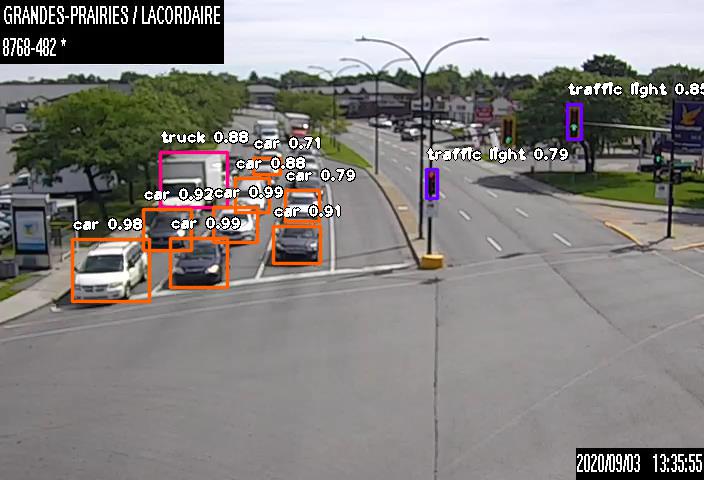 GRANDES-PRAIRIES / LACORDAIRE
8768-482 *
traffic light 0.85
truck 0.88
car 0.71
traffic light 0.79
car 0.88
car 0.79
car 0.92
car 0.99
car 0.91
car 0.98
car 0.99
2020/09/03 13:35:55